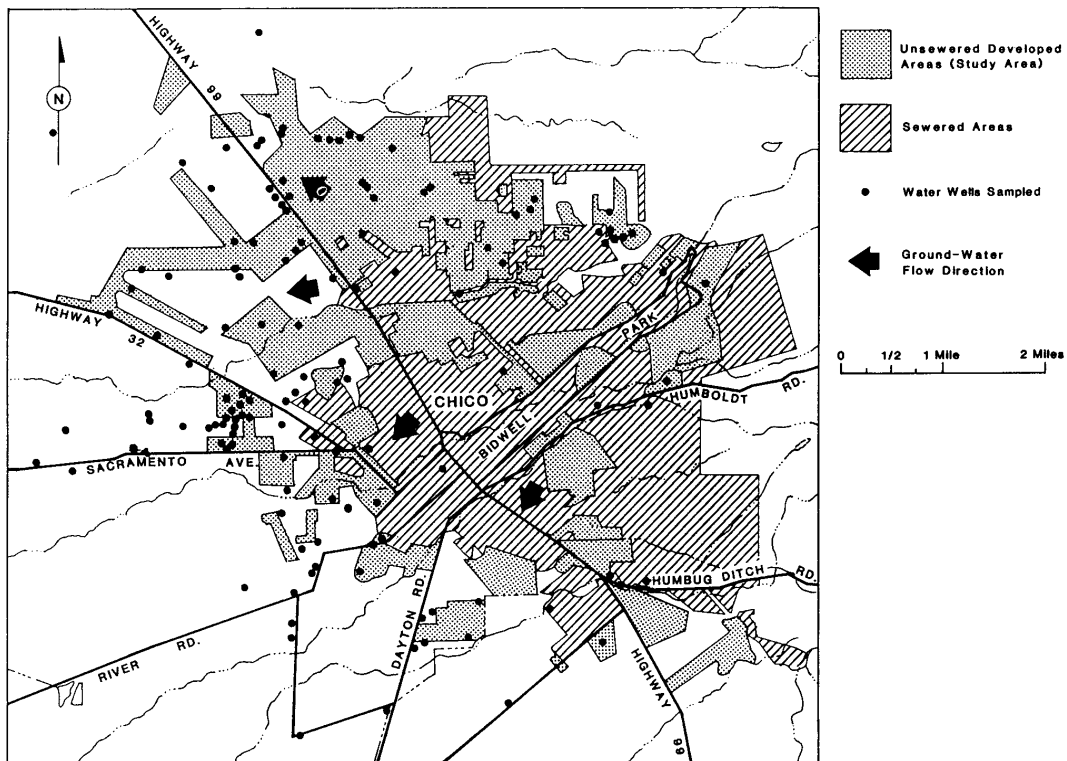 HIGHWAY 99
N
HIGHWAY 32
SACRAMENTO AVE.
CHICO
BIDWELL PARK
HUMBOLDT RD.
HUMBUG DITCH RD.
RIVER RD.
DAYTON RD.
HIGHWAY 99
Unsewered Developed
Areas (Study Area)
Sewered Areas
Water Wells Sampled
Ground-Water
Flow Direction
0 1/2 1 Mile 2 Miles